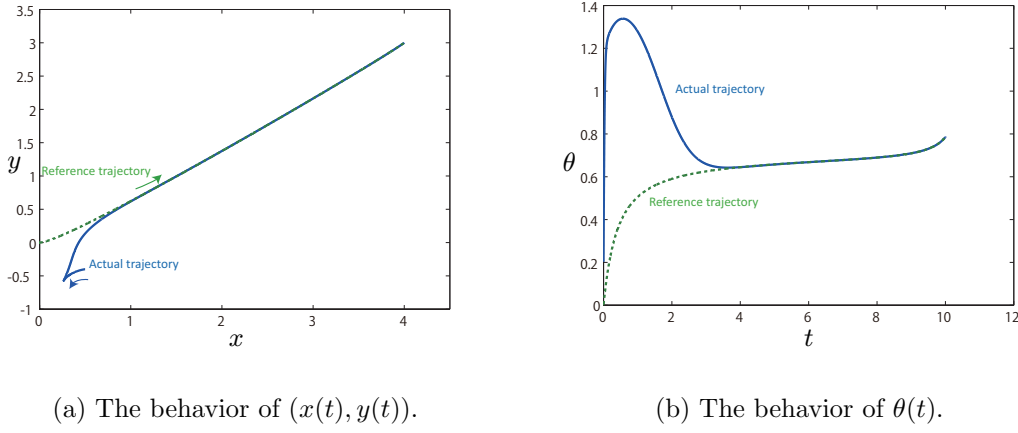 3.5
3
2.5
2
1.5
1
0.5
0
-0.5
-1
y
Reference trajectory
Actual trajectory
0 1 2 3 4
x
(a) The behavior of (x(t), y(t)).
1.4
1.2
1
0.8
0.6
0.4
0.2
0
θ
Actual trajectory
Reference trajectory
0 2 4 6 8 10 12
t
(b) The behavior of θ(t).